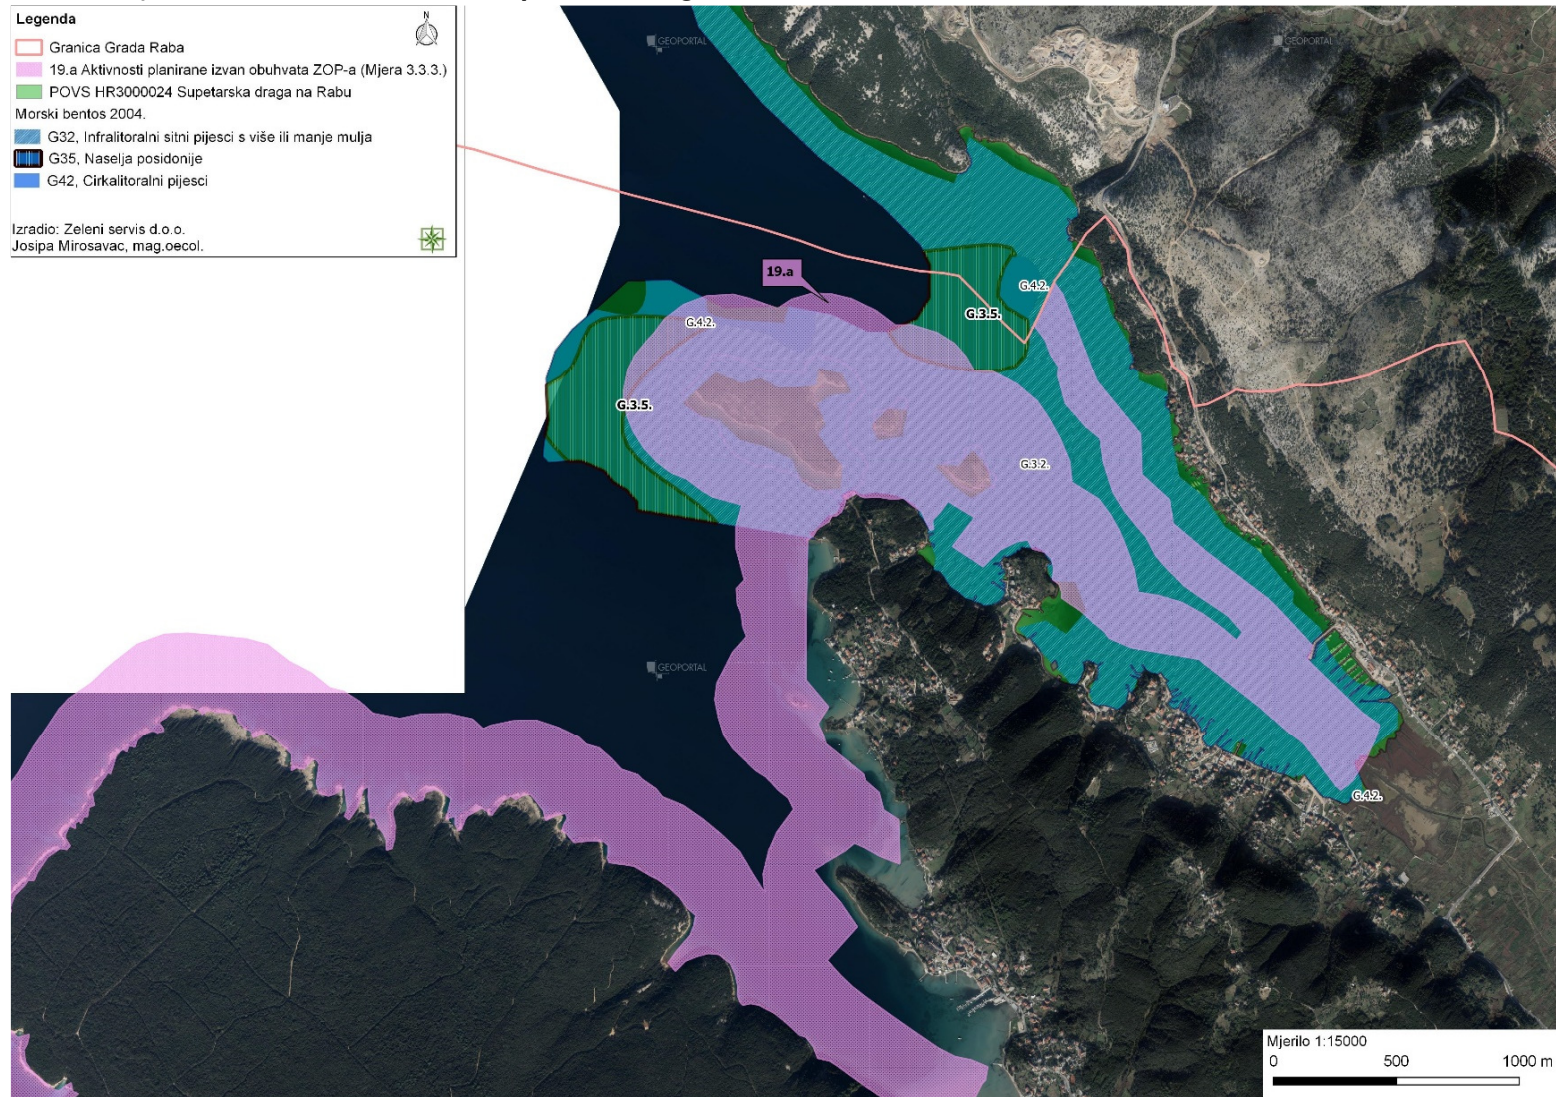 Legenda
N
Granica Grada Raba
19.a Aktivnosti planirane izvan obuhvata ZOP-a (Mjera 3.3.3.)
POVS HR3000024 Supetarska draga na Rabu
Morski bentos 2004.
G32, Infralitoralni sitni pijesci s više ili manje mulja
G35, Naselja posidonije
G42, Cirkalitoralni pijesci
Izradio: Zeleni servis d.o.o.
Josipa Mirosavac, mag.oecol.
GEOPORTAL
GEOPORTAL
19.a
G.4.2.
G.3.5.
G.4.2.
G.3.5.
G.3.2.
GEOPORTAL
G.4.2.
Mjerilo 1:15000
0 500 1000 m